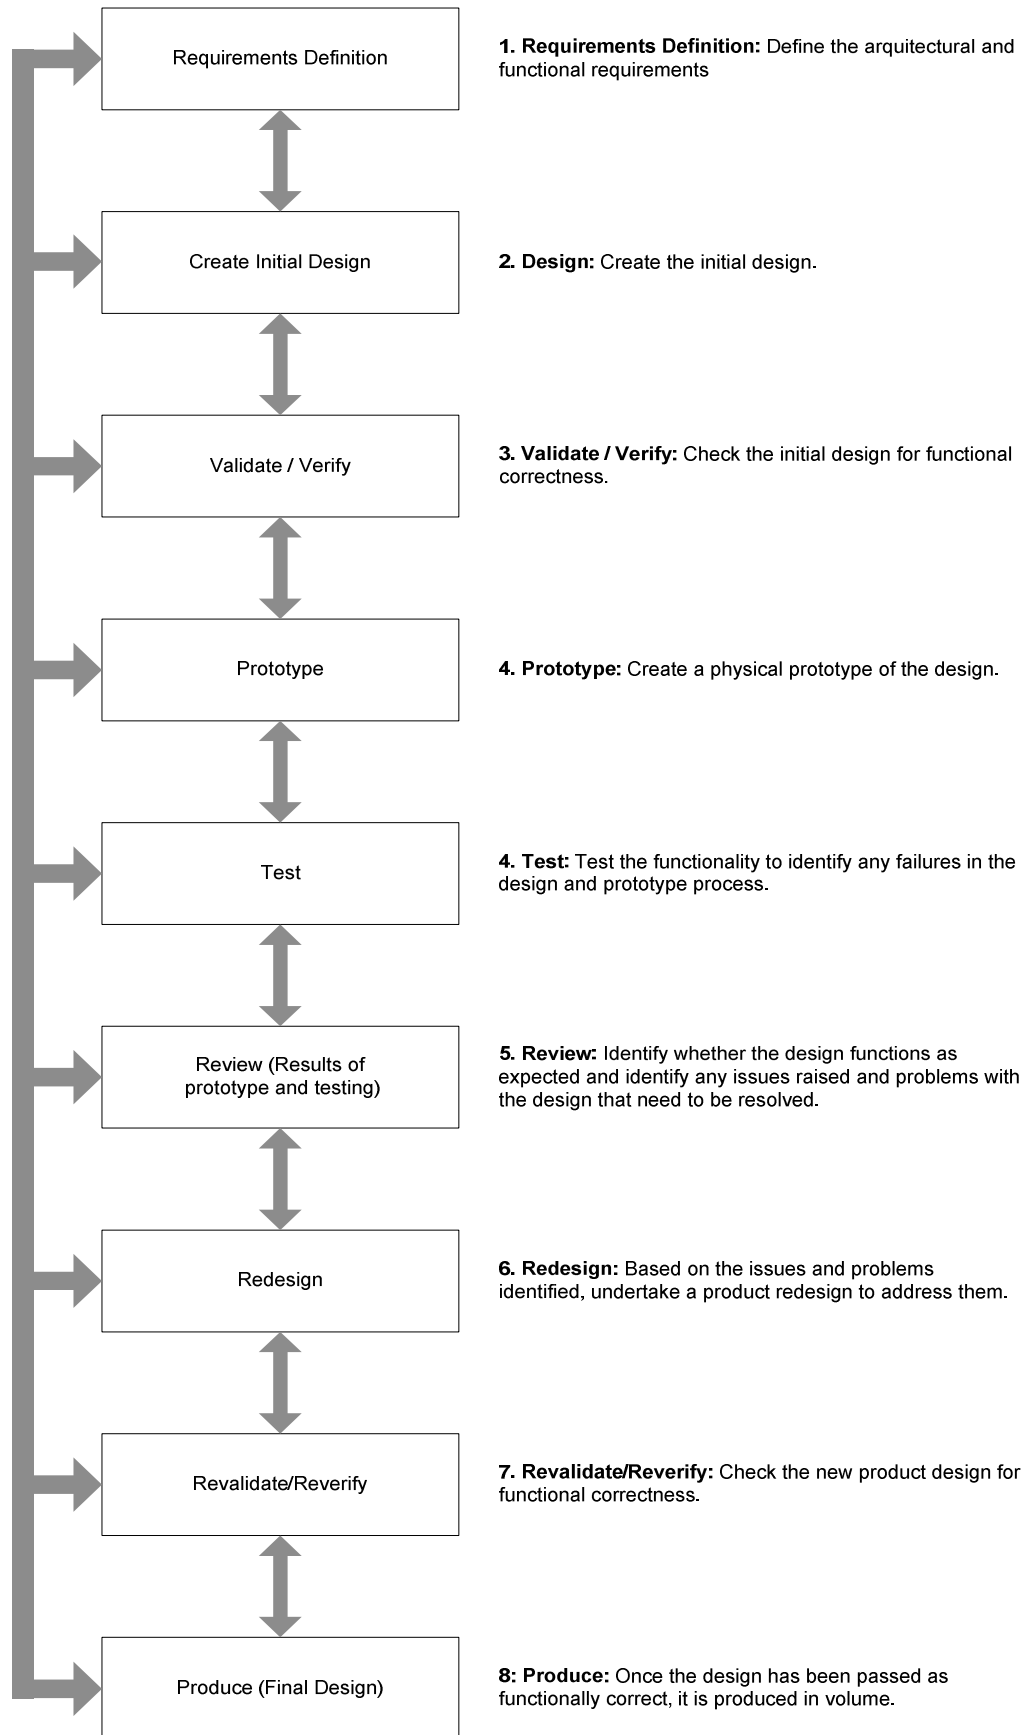 Requirements Definition
1. Requirements Definition: Define the arquitectural and
functional requirements
Create Initial Design
2. Design: Create the initial design.
Validate / Verify
3. Validate / Verify: Check the initial design for functional
correctness.
Prototype
4. Prototype: Create a physical prototype of the design.
Test
4. Test: Test the functionality to identify any failures in the
design and prototype process.
Review (Results of
prototype and testing)
5. Review: Identify whether the design functions as
expected and identify any issues raised and problems with
the design that need to be resolved.
Redesign
6. Redesign: Based on the issues and problems
identified, undertake a product redesign to address them.
Revalidate/Reverify
7. Revalidate/Reverify: Check the new product design for
functional correctness.
Produce (Final Design)
8: Produce: Once the design has been passed as
functionally correct, it is produced in volume.